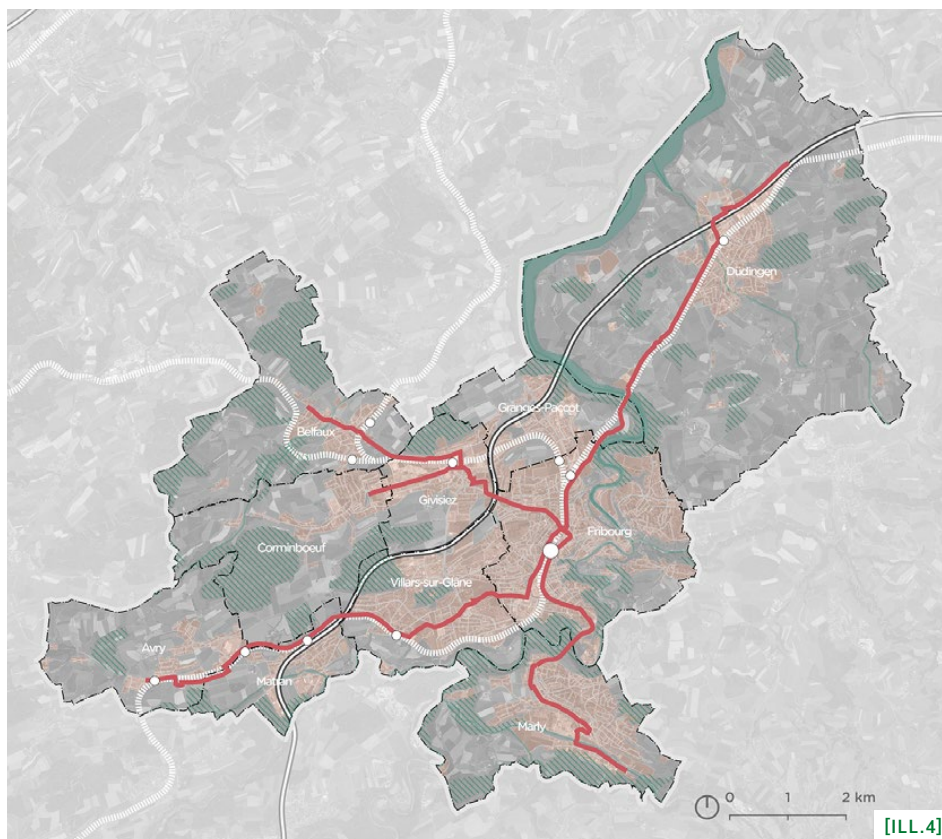 Düdingen
Granges-Paccot
Belfaux
Givisiez
Fribourg
Corminboeuf
Villars-sur-Glâne
Avry
Matran
Marly
0 1 2 km
[ILL.4]